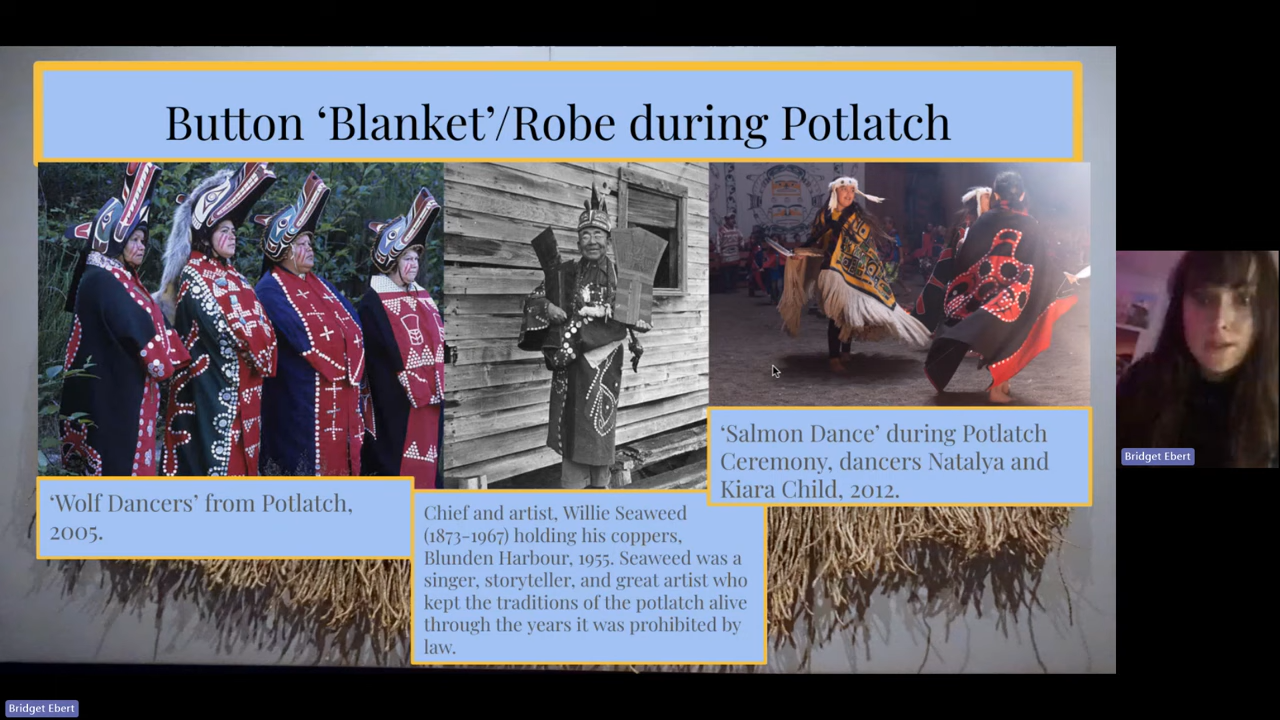 Button ‘Blanket’/Robe during Potlatch
‘Wolf Dancers’ from Potlatch,
2005.
Chief and artist, Willie Seaweed
(1873-1967) holding his coppers,
Blunden Harbour, 1955. Seaweed was a
singer, storyteller, and great artist who
kept the traditions of the potlatch alive
through the years it was prohibited by
law.
‘Salmon Dance’ during Potlatch
Ceremony, dancers Natalya and
Kiara Child, 2012.
Bridget Ebert
Bridget Ebert